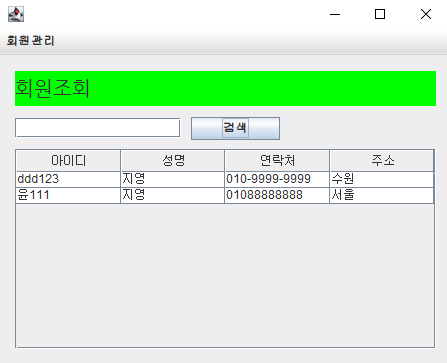 회원관리
회원조회
검색
아이디 성명 연락처 주소
ddd123 지영 010-9999-9999 수원
윤111 지영 01088888888 서울